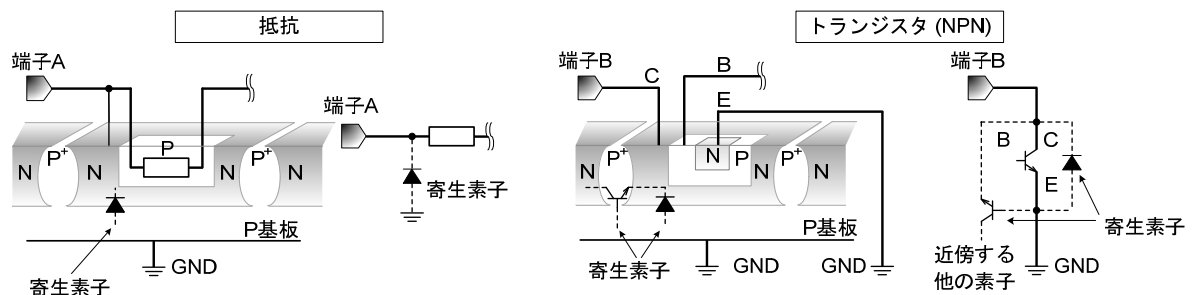 抵抗
端子A
N
P+
N
P
N
P+
N
P基板
GND
寄生素子
端子A
寄生素子
トランジスタ (NPN)
端子B
C
B
E
N
P+
N
P
P+
N
N
P基板
寄生素子
GND
GND
端子B
B
C
E
寄生素子
近傍する
他の素子
GND